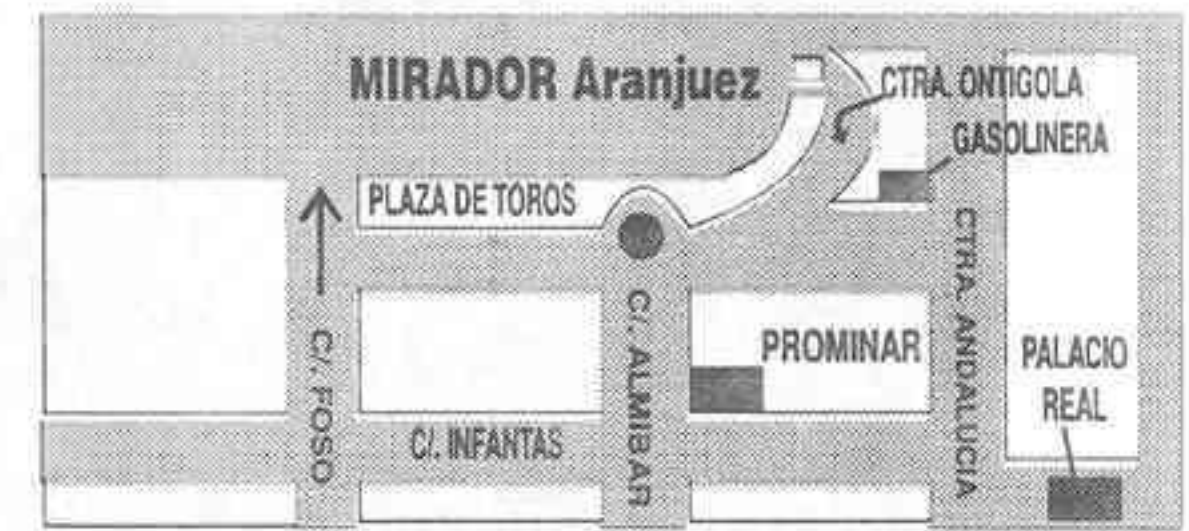 MIRADOR Aranjuez
CTRA. ONTIGOLA
GASOLINERA
PLAZA DE TOROS
C/. FOSO
C/. ALMIBAR
CTRA. ANDALUCIA
PROMINAR
PALACIO
REAL
C/. INFANTAS